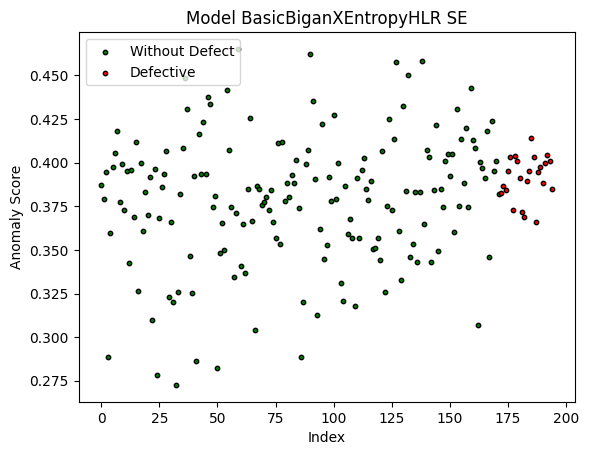 Model BasicBiganXEntropyHLR SE
Without Defect
Defective
Anomaly Score
0.450
0.425
0.400
0.375
0.350
0.325
0.300
0.275
0 25 50 75 100 125 150 175 200
Index